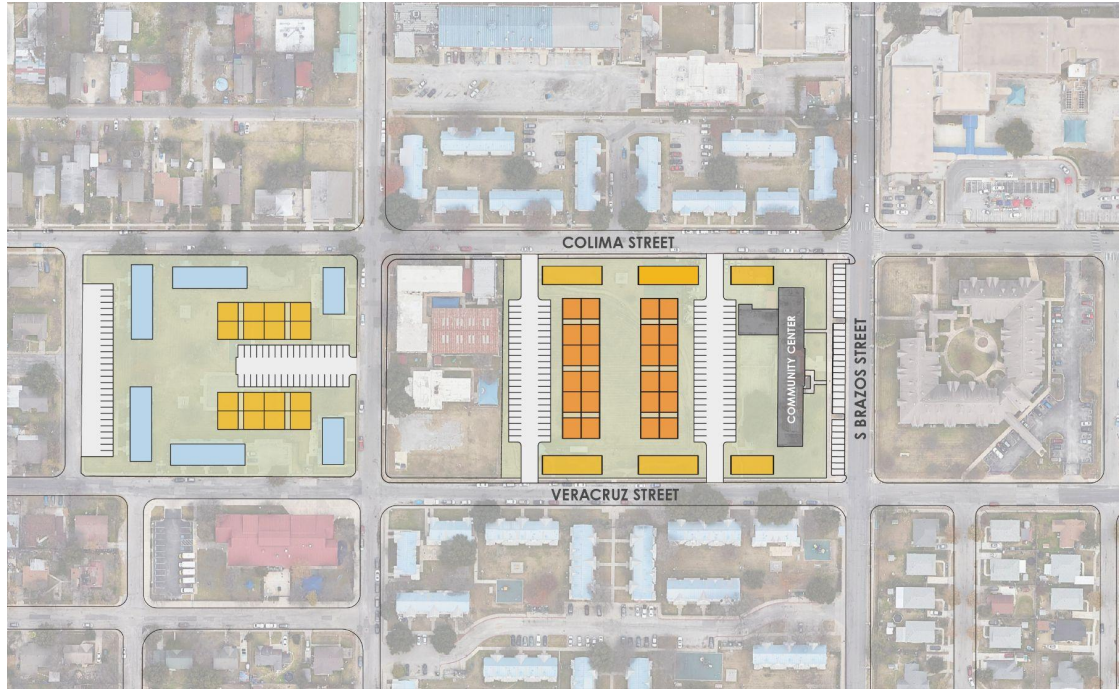 COLIMA STREET
COMMUNITY CENTER
S BRAZOS STREET
VERACRUZ STREET